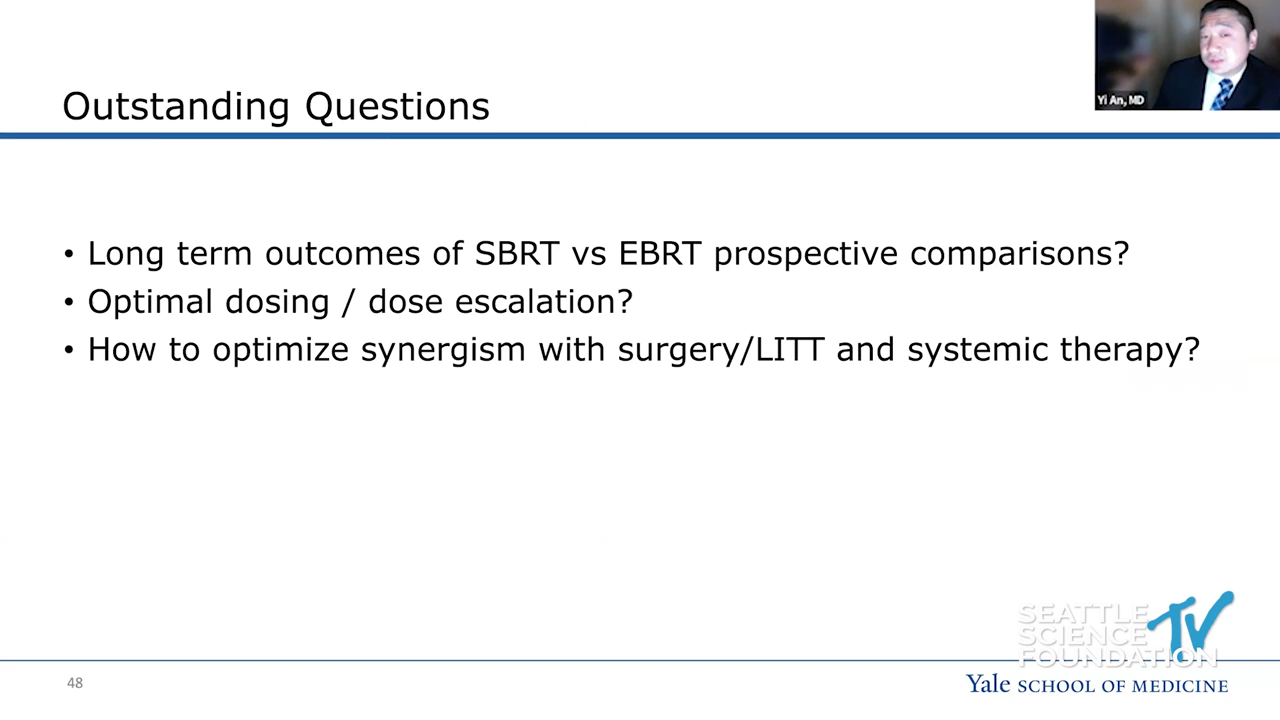 Yi An, MD
Outstanding Questions
• Long term outcomes of SBRT vs EBRT prospective comparisons?
• Optimal dosing / dose escalation?
• How to optimize synergism with surgery/LITT and systemic therapy?
SEATTLE
SCIENCE
FOUNDATION
TV
48
Yale SCHOOL OF MEDICINE